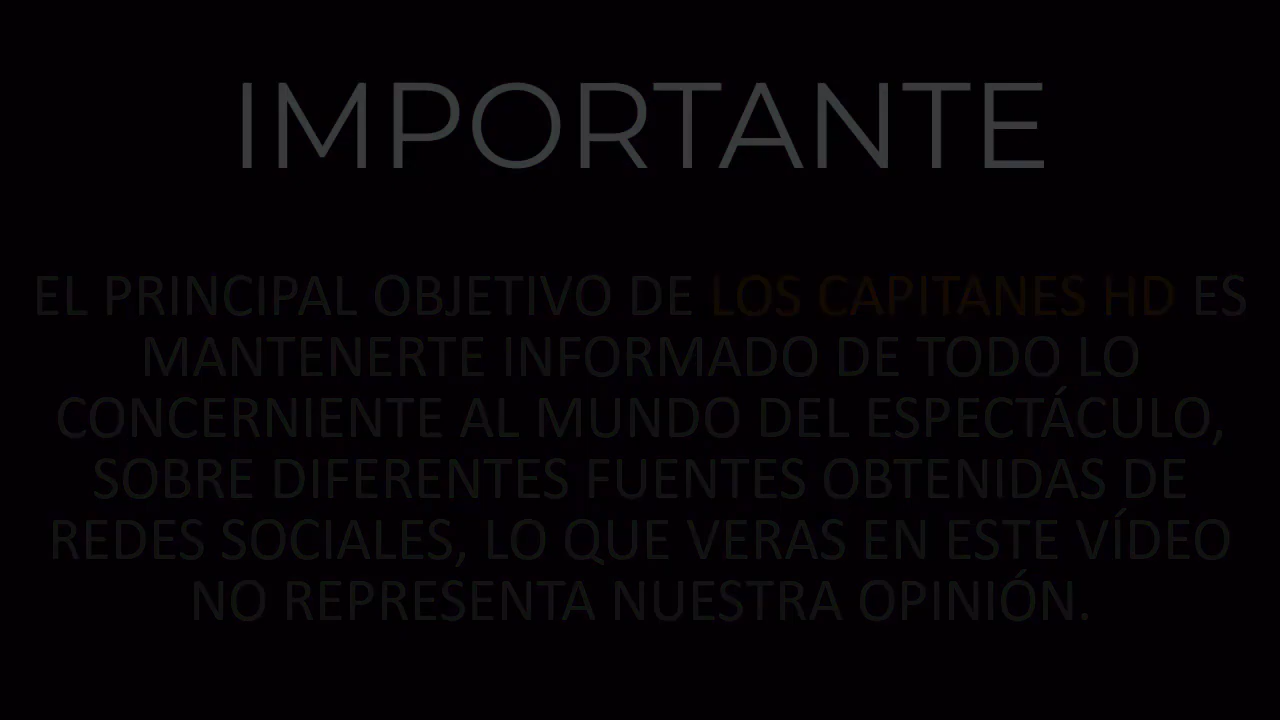 IMPORTANTE
EL PRINCIPAL OBJETIVO DE LOS CAPITANES HD ES
MANTENERTE INFORMADO DE TODO LO
CONCERNIENTE AL MUNDO DEL ESPECTÁCULO,
SOBRE DIFERENTES FUENTES OBTENIDAS DE
REDES SOCIALES, LO QUE VERAS EN ESTE VÍDEO
NO REPRESENTA NUESTRA OPINIÓN.